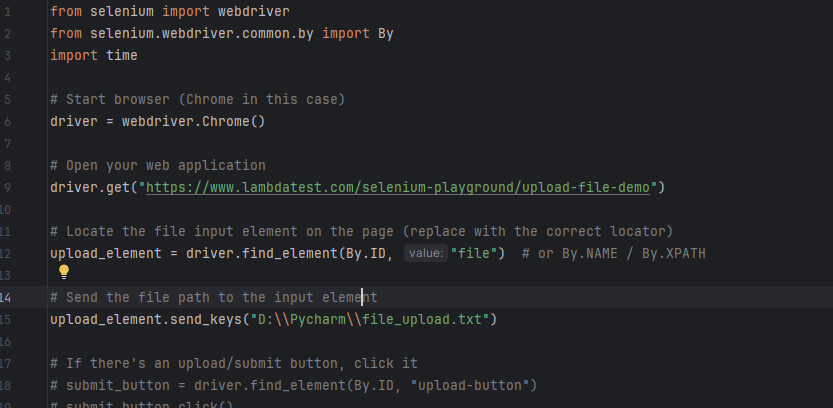 1 from selenium import webdriver
2 from selenium.webdriver.common.by import By
3 import time
4
5 # Start browser (Chrome in this case)
6 driver = webdriver.Chrome()
7
8 # Open your web application
9 driver.get("https://www.lambdatest.com/selenium-playground/upload-file-demo")
10
11 # Locate the file input element on the page (replace with the correct locator)
12 upload_element = driver.find_element(By.ID, value: "file")  # or By.NAME / By.XPATH
13
14 # Send the file path to the input element
15 upload_element.send_keys("D:\\Pycharm\\file_upload.txt")
16
17 # If there's an upload/submit button, click it
18 # submit_button = driver.find_element(By.ID, "upload-button")
19 # submit_button.click()